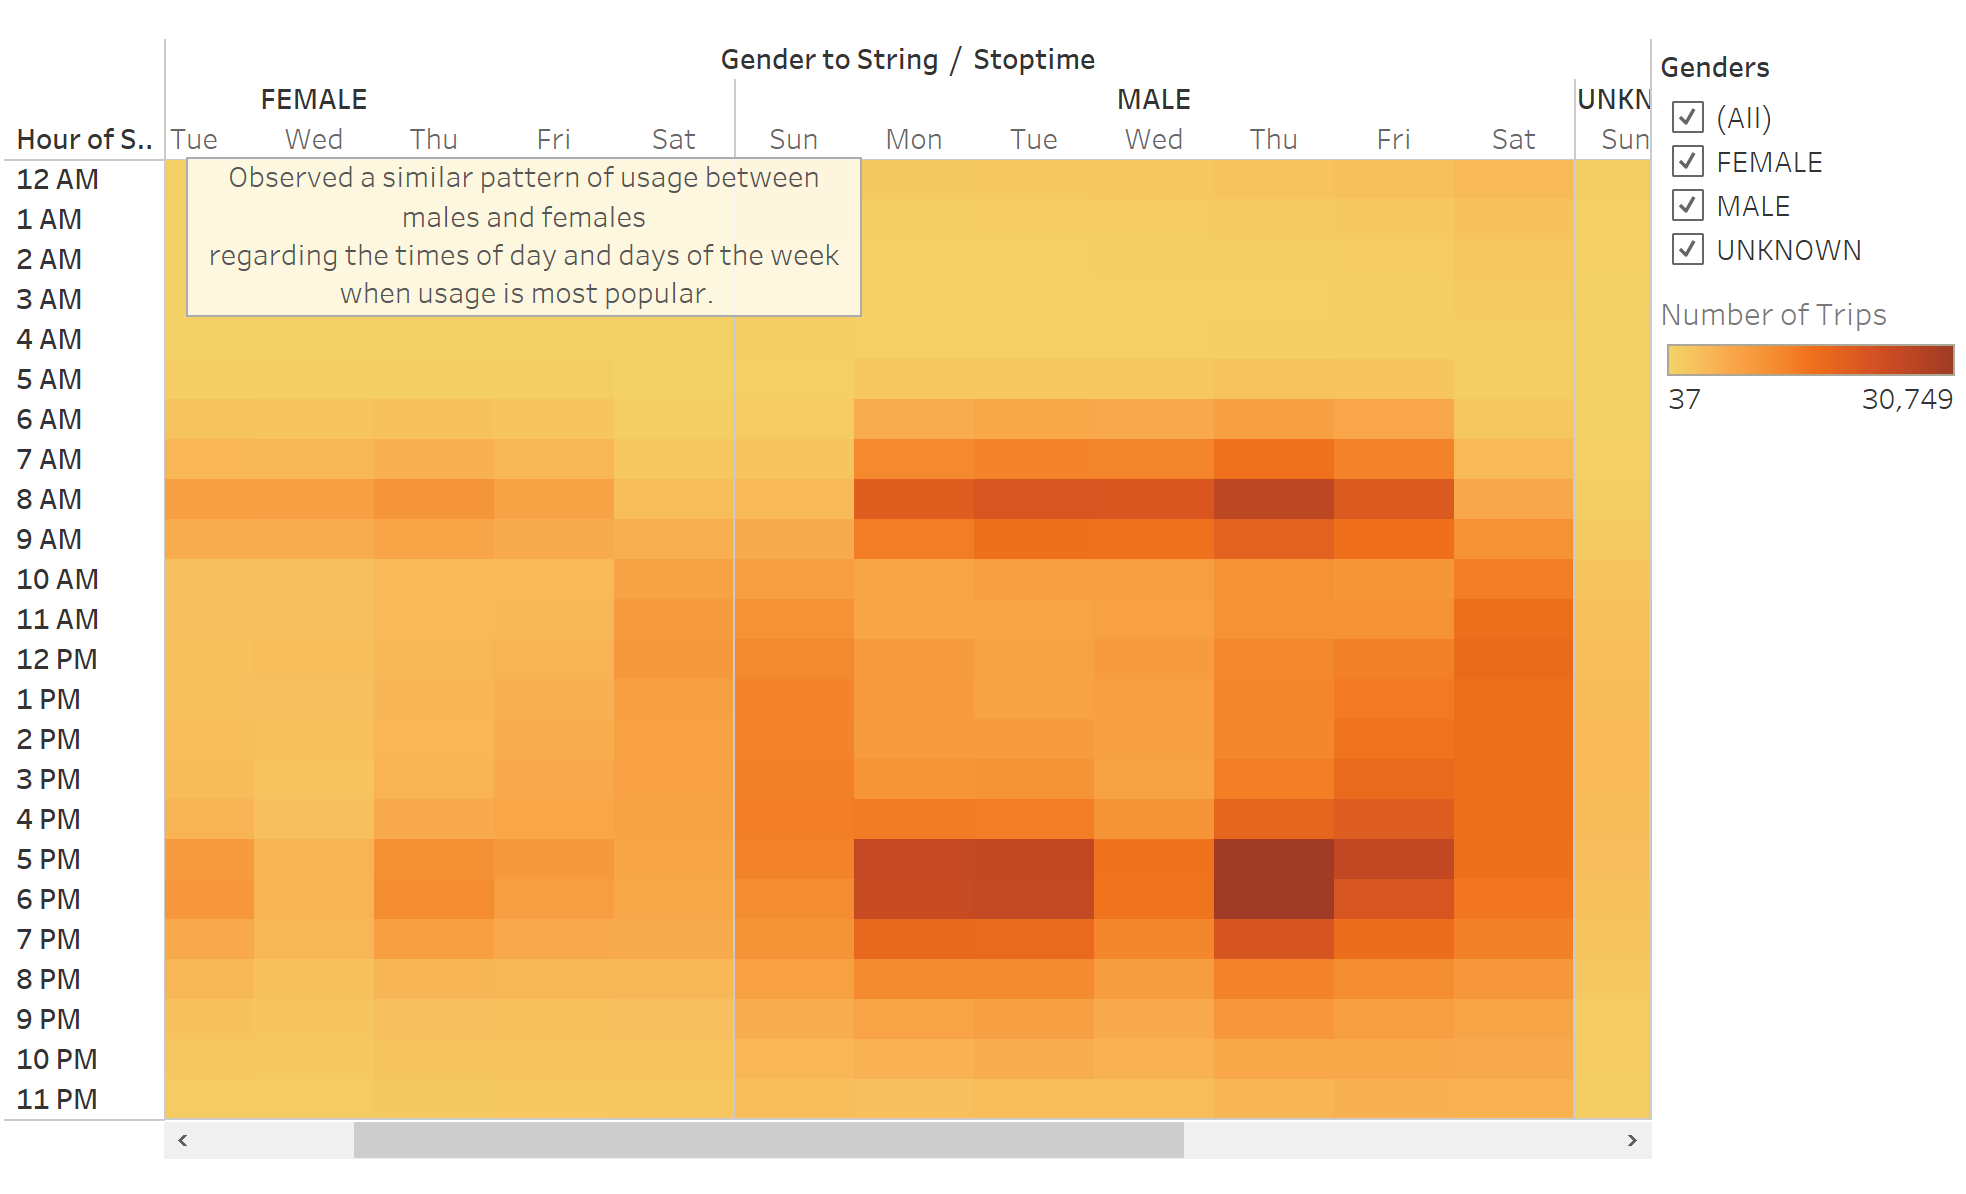 Gender to String / Stoptime
FEMALE MALE UNKN
Hour of S.. Tue Wed Thu Fri Sat Sun Mon Tue Wed Thu Fri Sat Sun
12 AM
1 AM
2 AM
3 AM
4 AM
5 AM
6 AM
7 AM
8 AM
9 AM
10 AM
11 AM
12 PM
1 PM
2 PM
3 PM
4 PM
5 PM
6 PM
7 PM
8 PM
9 PM
10 PM
11 PM
Observed a similar pattern of usage between
males and females
regarding the times of day and days of the week
when usage is most popular.
Genders
(All)
FEMALE
MALE
UNKNOWN
Number of Trips
37 30,749